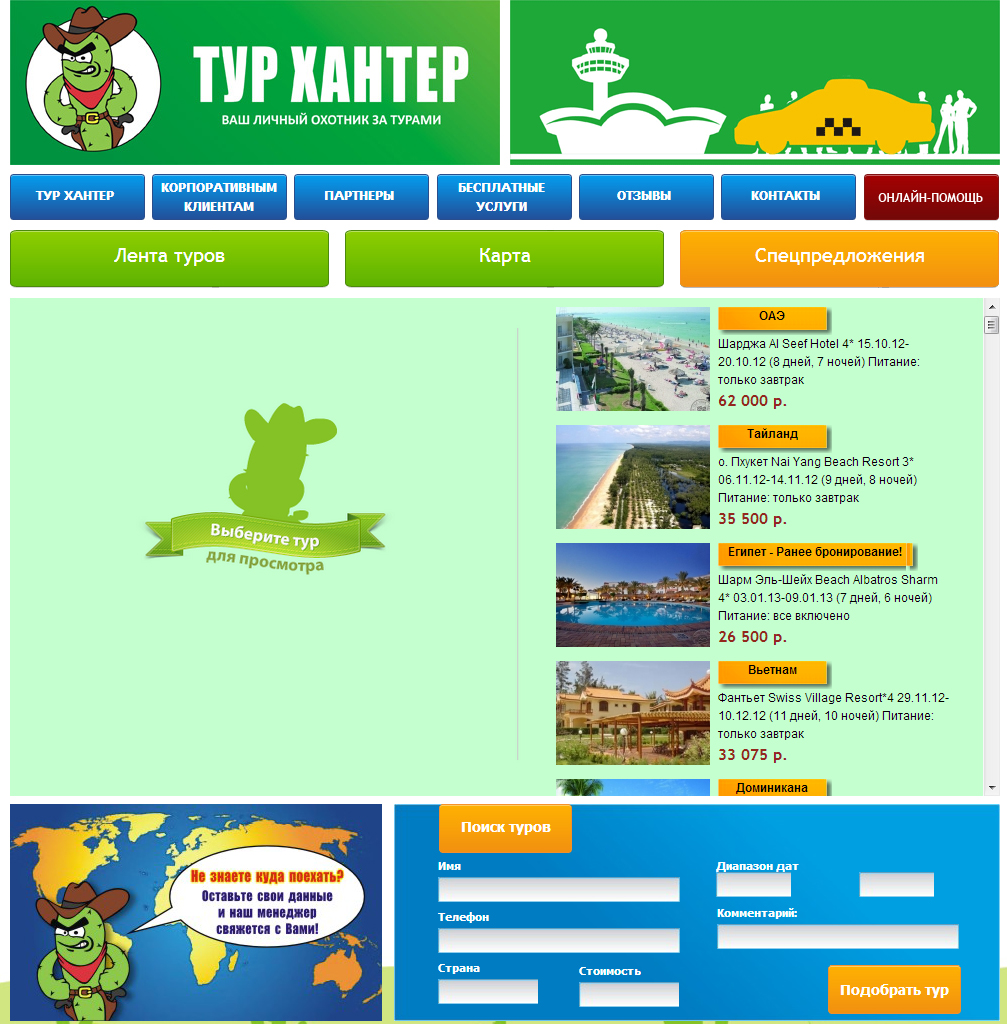 ТУР ХАНТЕР
ВАШ ЛИЧНЫЙ ОХОТНИК ЗА ТУРАМИ
ТУР ХАНТЕР
КОРПОРАТИВНЫМ
КЛИЕНТАМ
ПАРТНЕРЫ
БЕСПЛАТНЫЕ
УСЛУГИ
ОТЗЫВЫ
КОНТАКТЫ
ОНЛАЙН-ПОМОЩЬ
Лента туров
Карта
Спецпредложения
Выберите тур
для просмотра
ОАЭ
Шарджа Al Seef Hotel 4* 15.10.12-
20.10.12 (8 дней, 7 ночей) Питание:
только завтрак
62 000 р.
Тайланд
о. Пхукет Nai Yang Beach Resort 3*
06.11.12-14.11.12 (9 дней, 8 ночей)
Питание: только завтрак
35 500 р.
Египет - Ранее бронирование!
Шарм Эль-Шейх Beach Albatros Sharm
4* 03.01.13-09.01.13 (7 дней, 6 ночей)
Питание: все включено
26 500 р.
Вьетнам
Фантьет Swiss Village Resort*4 29.11.12-
10.12.12 (11 дней, 10 ночей) Питание:
только завтрак
33 075 р.
Доминикана
Не знаете куда поехать?
Оставьте свои данные
и наш менеджер
свяжется с Вами!
Поиск туров
Имя
Диапазон дат
Телефон
Комментарий:
Страна
Стоимость
Подобрать тур